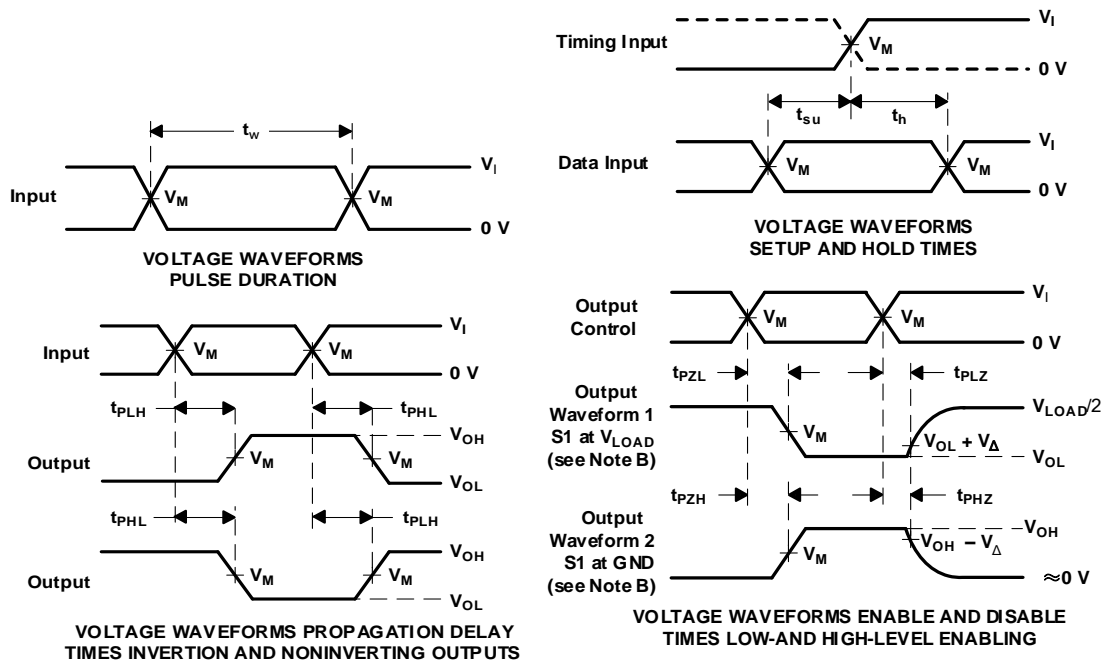 t_w
V_I
Input
V_M
V_M
0 V
VOLTAGE WAVEFORMS
PULSE DURATION
Timing Input
V_I
V_M
0 V
t_su
t_h
Data Input
V_I
V_M
V_M
0 V
VOLTAGE WAVEFORMS
SETUP AND HOLD TIMES
Input
V_I
V_M
V_M
0 V
t_PLH
t_PHL
Output
V_OH
V_M
V_M
V_OL
t_PHL
t_PLH
Output
V_OH
V_M
V_M
V_OL
VOLTAGE WAVEFORMS PROPAGATION DELAY
TIMES INVERTION AND NONINVERTING OUTPUTS
Output
Control
V_I
V_M
V_M
0 V
t_PZL
t_PLZ
Output
Waveform 1
S1 at V_LOAD
(see Note B)
V_LOAD/2
V_M
V_OL + V_Δ
V_OL
t_PZH
t_PHZ
Output
Waveform 2
S1 at GND
(see Note B)
V_OH
V_M
V_OH − V_Δ
≈0 V
VOLTAGE WAVEFORMS ENABLE AND DISABLE
TIMES LOW-AND HIGH-LEVEL ENABLING